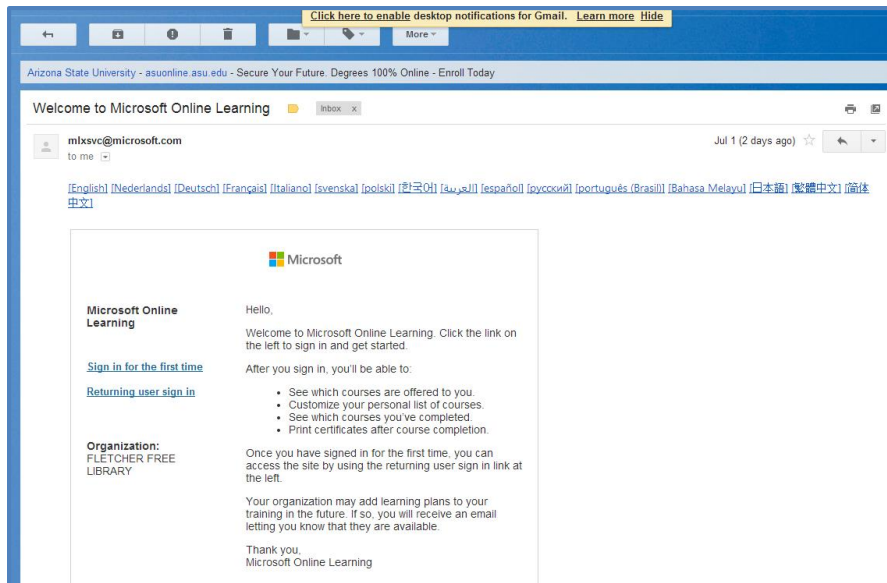 Click here to enable desktop notifications for Gmail. Learn more Hide
More
Arizona State University - asuonline.asu.edu - Secure Your Future. Degrees 100% Online - Enroll Today
Welcome to Microsoft Online Learning
Inbox x
mlxsvc@microsoft.com
Jul 1 (2 days ago)
to me
[English] [Nederlands] [Deutsch] [Français] [Italiano] [svenska] [polski] [한국어] [العربية] [español] [русский] [português (Brasil)] [Bahasa Melayu] [日本語] [繁體中文] [简体
中文]
Microsoft
Microsoft Online
Learning
Sign in for the first time
Returning user sign in
Organization:
FLETCHER FREE
LIBRARY
Hello,
Welcome to Microsoft Online Learning. Click the link on
the left to sign in and get started.
After you sign in, you'll be able to:
• See which courses are offered to you.
• Customize your personal list of courses.
• See which courses you've completed.
• Print certificates after course completion.
Once you have signed in for the first time, you can
access the site by using the returning user sign in link at
the left.
Your organization may add learning plans to your
training in the future. If so, you will receive an email
letting you know that they are available.
Thank you,
Microsoft Online Learning